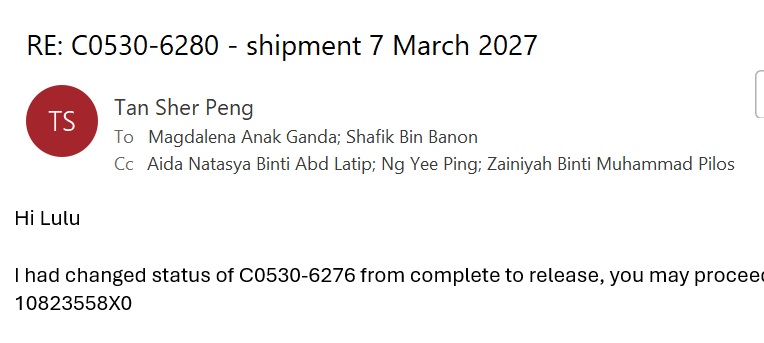 RE: C0530-6280 - shipment 7 March 2027
TS
Tan Sher Peng
To Magdalena Anak Ganda; Shafik Bin Banon
Cc Aida Natasya Binti Abd Latip; Ng Yee Ping; Zainiyah Binti Muhammad Pilos
Hi Lulu
I had changed status of C0530-6276 from complete to release, you may proceed
10823558X0